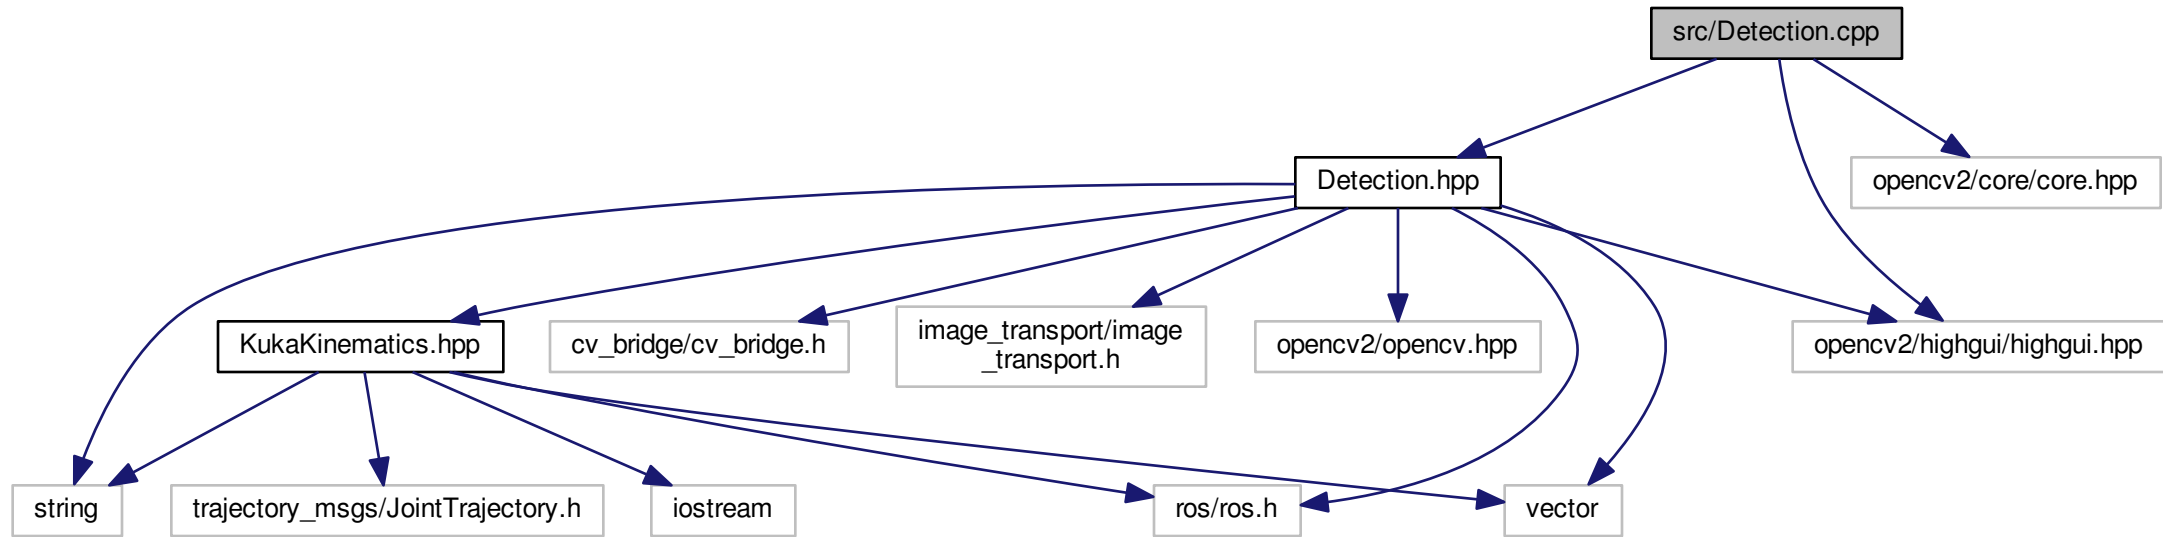 src/Detection.cpp
Detection.hpp
opencv2/core/core.hpp
KukaKinematics.hpp
cv_bridge/cv_bridge.h
image_transport/image
_transport.h
opencv2/opencv.hpp
opencv2/highgui/highgui.hpp
string
trajectory_msgs/JointTrajectory.h
iostream
ros/ros.h
vector